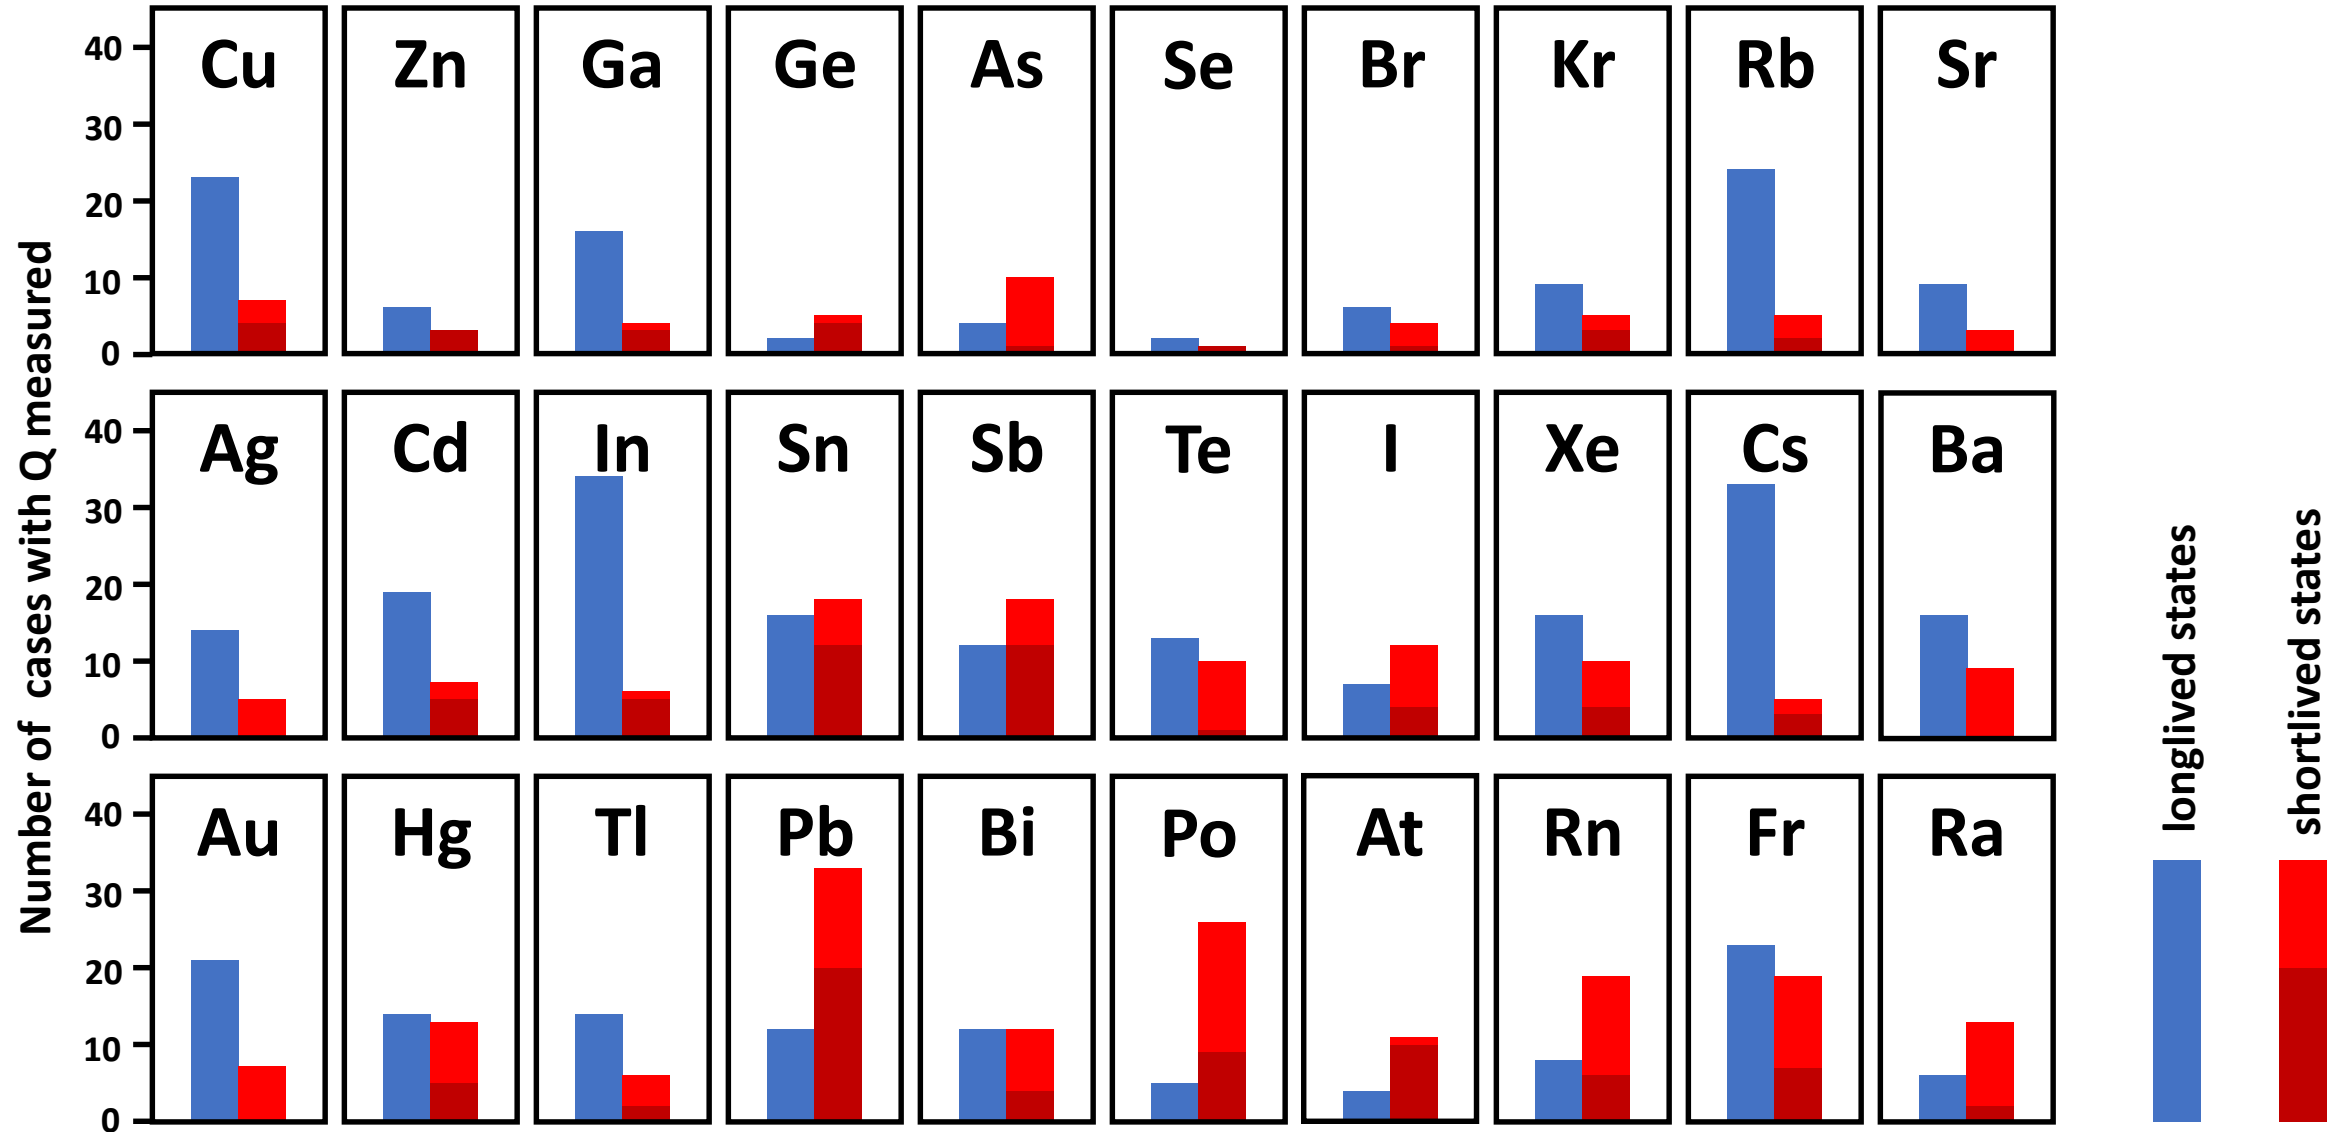 Number of cases with Q measured
40
30
20
10
0
Cu
Zn
Ga
Ge
As
Se
Br
Kr
Rb
Sr
40
30
20
10
0
Ag
Cd
In
Sn
Sb
Te
I
Xe
Cs
Ba
40
30
20
10
0
Au
Hg
Tl
Pb
Bi
Po
At
Rn
Fr
Ra
longlived states
shortlived states